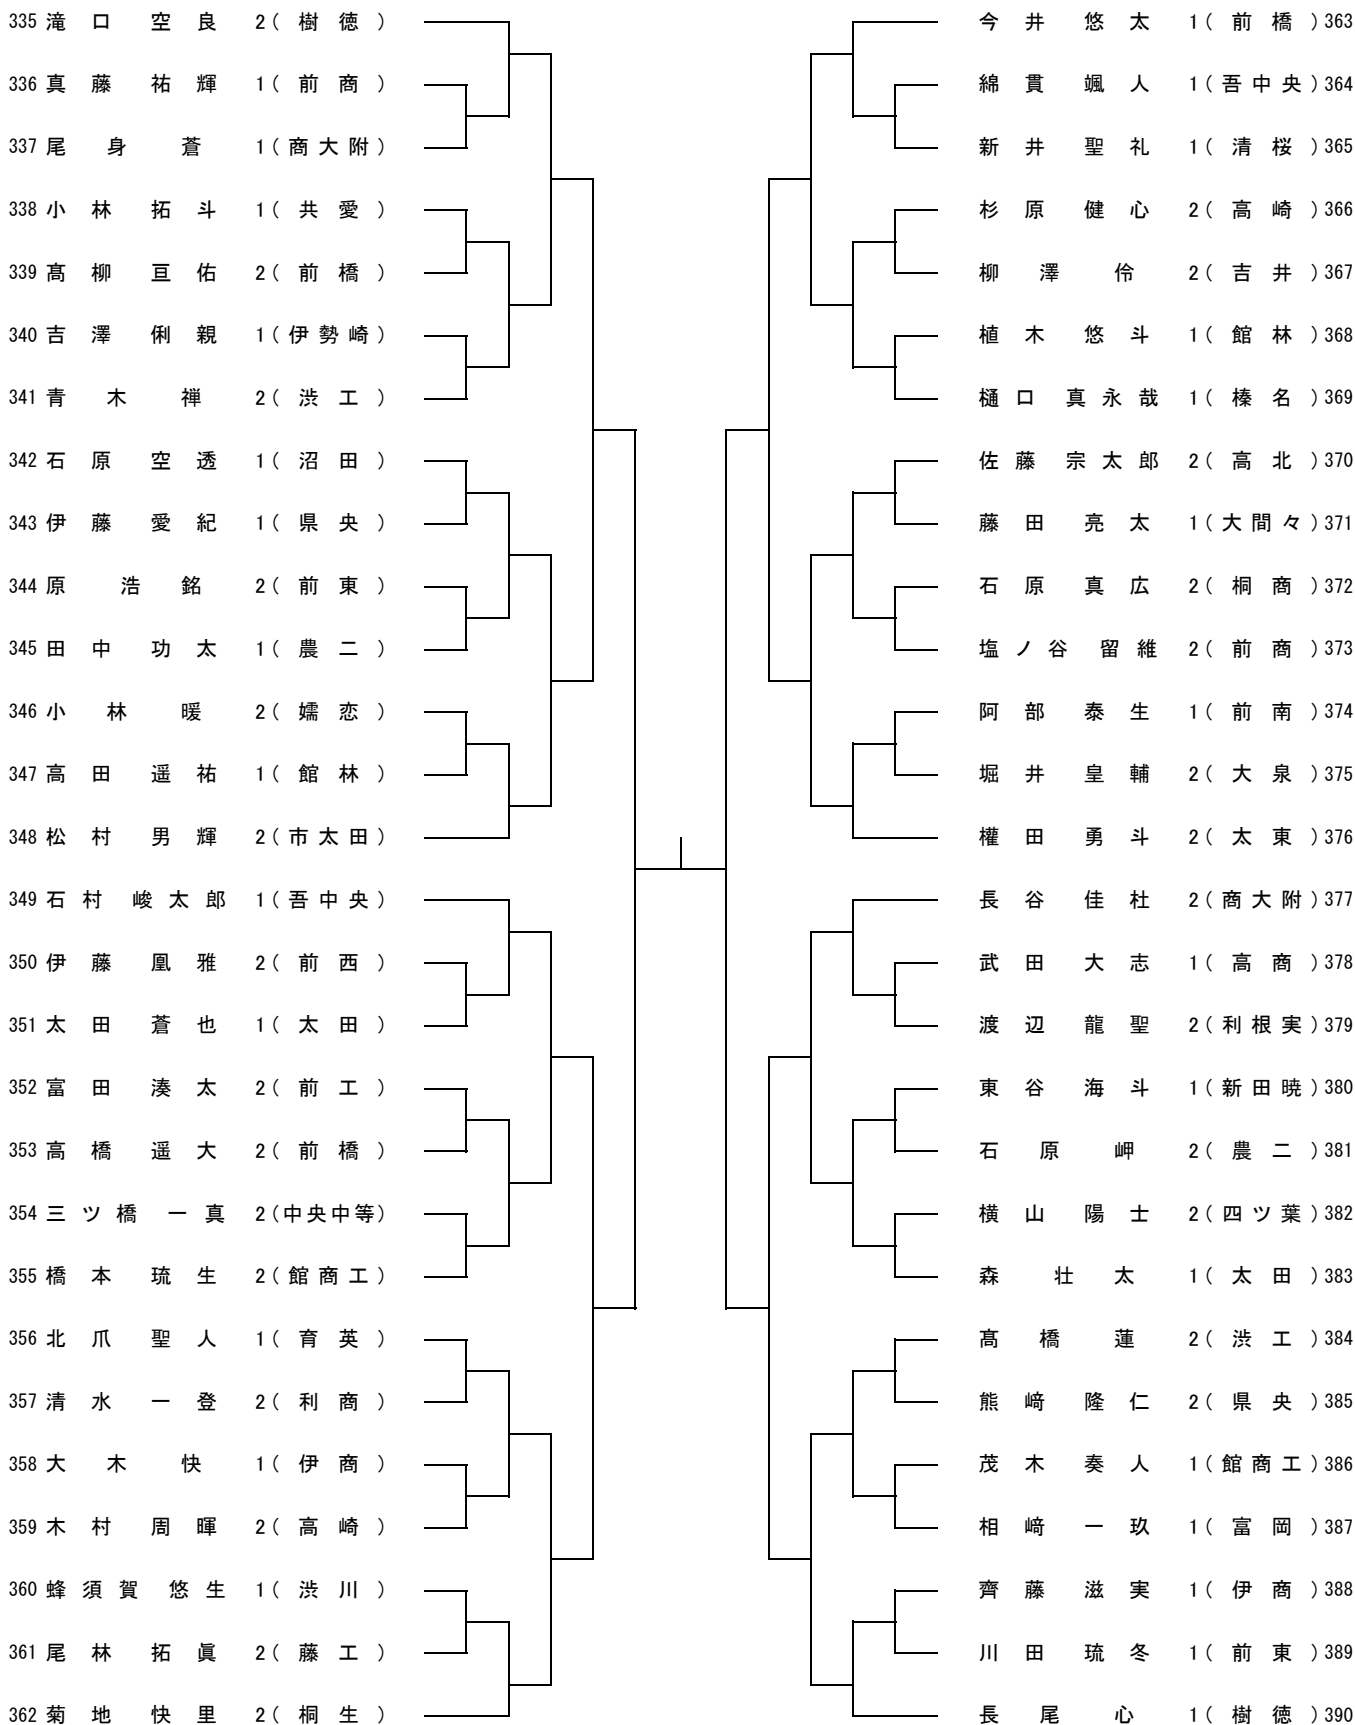 335 滝口 空良 2(樹徳)
336 真藤 祐輝 1(前商)
337 尾身 蒼 1(商大附)
338 小林 拓斗 1(共愛)
339 髙柳 亘佑 2(前橋)
340 吉澤 俐親 1(伊勢崎)
341 青木 禅 2(渋工)
342 石原 空透 1(沼田)
343 伊藤 愛紀 1(県央)
344 原 浩銘 2(前東)
345 田中 功太 1(農二)
346 小林 暖 2(嬬恋)
347 高田 遥祐 1(館林)
348 松村 男輝 2(市太田)
349 石村 峻太郎 1(吾中央)
350 伊藤 凰雅 2(前西)
351 太田 蒼也 1(太田)
352 富田 湊太 2(前工)
353 高橋 遥大 2(前橋)
354 三ツ橋 一真 2(中央中等)
355 橋本 琉生 2(館商工)
356 北爪 聖人 1(育英)
357 清水 一登 2(利商)
358 大木 快 1(伊商)
359 木村 周暉 2(高崎)
360 蜂須賀 悠生 1(渋川)
361 尾林 拓眞 2(藤工)
362 菊地 快里 2(桐生)
今井 悠太 1(前橋)363
綿貫 颯人 1(吾中央)364
新井 聖礼 1(清桜)365
杉原 健心 2(高崎)366
柳澤 伶 2(吉井)367
植木 悠斗 1(館林)368
樋口 真永哉 1(榛名)369
佐藤 宗太郎 2(高北)370
藤田 亮太 1(大間々)371
石原 真広 2(桐商)372
塩ノ谷 留維 2(前商)373
阿部 泰生 1(前南)374
堀井 皇輔 2(大泉)375
權田 勇斗 2(太東)376
長谷 佳杜 2(商大附)377
武田 大志 1(高商)378
渡辺 龍聖 2(利根実)379
東谷 海斗 1(新田暁)380
石原 岬 2(農二)381
横山 陽士 2(四ツ葉)382
森 壮太 1(太田)383
髙橋 蓮 2(渋工)384
熊﨑 隆仁 2(県央)385
茂木 奏人 1(館商工)386
相﨑 一玖 1(富岡)387
齊藤 滋実 1(伊商)388
川田 琉冬 1(前東)389
長尾 心 1(樹徳)390